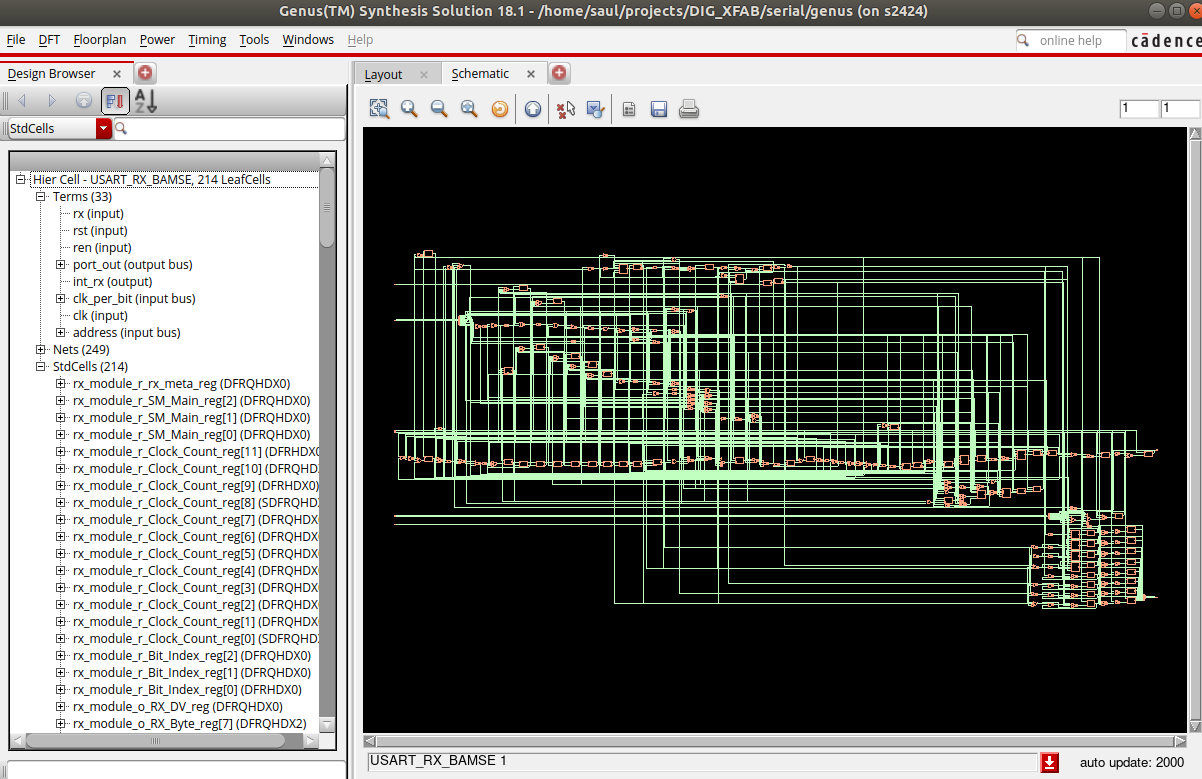 Genus(TM) Synthesis Solution 18.1 - /home/saul/projects/DIG_XFAB/serial/genus (on s2424)
File DFT Floorplan Power Timing Tools Windows Help
online help
cādence
Design Browser
Layout
Schematic
StdCells
1 1
Hier Cell - USART_RX_BAMSE, 214 LeafCells
Terms (33)
rx (input)
rst (input)
ren (input)
port_out (output bus)
int_rx (output)
clk_per_bit (input bus)
clk (input)
address (input bus)
Nets (249)
StdCells (214)
rx_module_r_rx_meta_reg (DFRQHDX0)
rx_module_r_SM_Main_reg[2] (DFRQHDX0)
rx_module_r_SM_Main_reg[1] (DFRQHDX0)
rx_module_r_SM_Main_reg[0] (DFRQHDX0)
rx_module_r_Clock_Count_reg[11] (DFRHDX0
rx_module_r_Clock_Count_reg[10] (DFRQHD
rx_module_r_Clock_Count_reg[9] (DFRHDX0)
rx_module_r_Clock_Count_reg[8] (SDFRQHD
rx_module_r_Clock_Count_reg[7] (DFRQHDX
rx_module_r_Clock_Count_reg[6] (DFRQHDX
rx_module_r_Clock_Count_reg[5] (DFRQHDX
rx_module_r_Clock_Count_reg[4] (DFRQHDX
rx_module_r_Clock_Count_reg[3] (DFRQHDX
rx_module_r_Clock_Count_reg[2] (DFRQHDX
rx_module_r_Clock_Count_reg[1] (DFRQHDX
rx_module_r_Clock_Count_reg[0] (SDFRQHD
rx_module_r_Bit_Index_reg[2] (DFRQHDX0)
rx_module_r_Bit_Index_reg[1] (DFRQHDX0)
rx_module_r_Bit_Index_reg[0] (DFRHDX0)
rx_module_o_RX_DV_reg (DFRQHDX0)
rx_module_o_RX_Byte_reg[7] (DFRQHDX2)
USART_RX_BAMSE 1
auto update: 2000